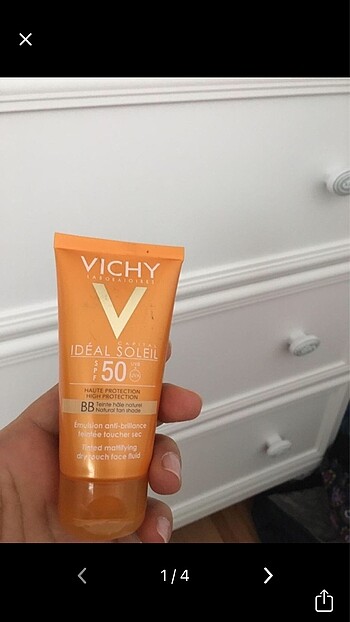 VICHY
LABORATOIRES
CAPITAL
IDÉAL SOLEIL
SPF 50
HAUTE PROTECTION
HIGH PROTECTION
BB Teinte hâle naturel
Natural tan shade
Émulsion anti-brillance
teintée toucher sec
Tinted mattifying
dry touch face fluid
1 / 4